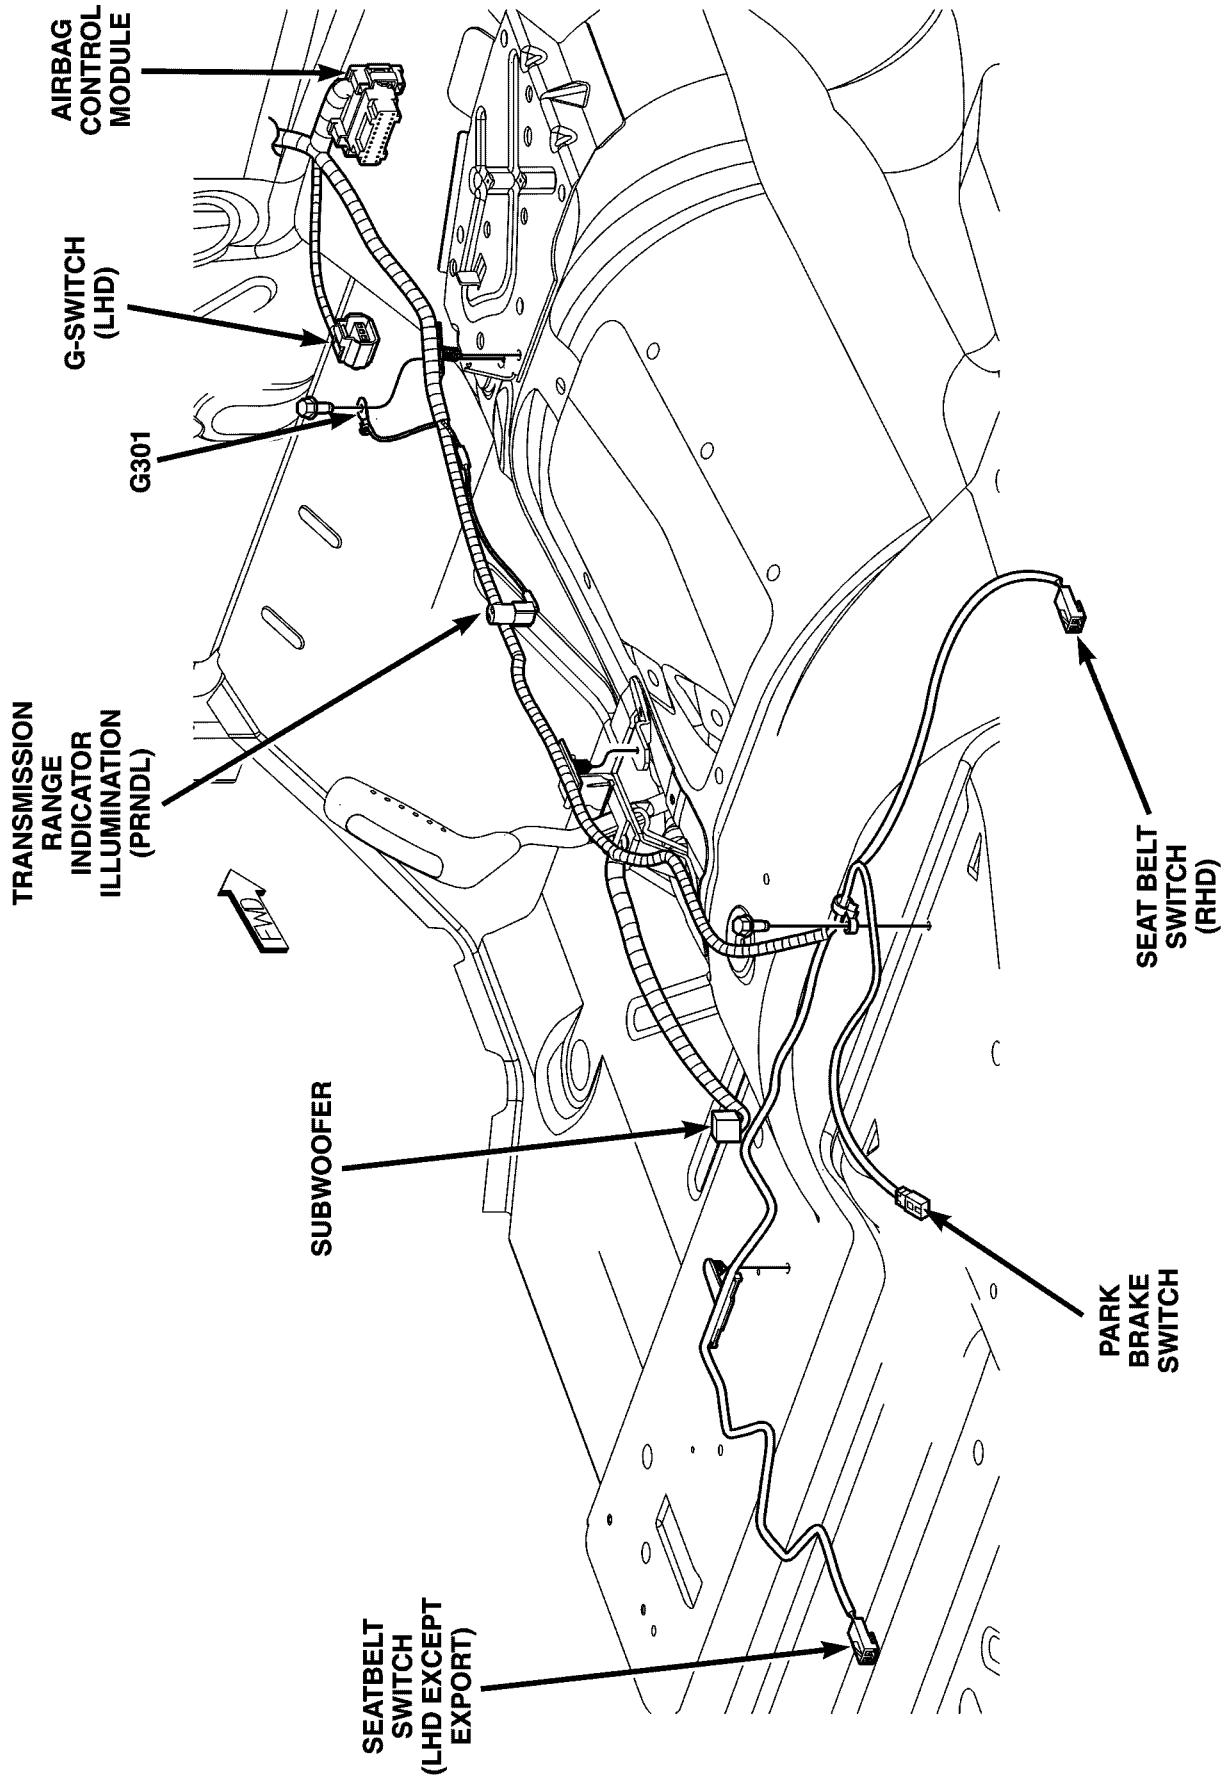 AIRBAG
CONTROL
MODULE
G-SWITCH
(LHD)
G301
TRANSMISSION
RANGE
INDICATOR
ILLUMINATION
(PRNDL)
FWD
SUBWOOFER
SEATBELT
SWITCH
(LHD EXCEPT
EXPORT)
SEAT BELT
SWITCH
(RHD)
PARK
BRAKE
SWITCH